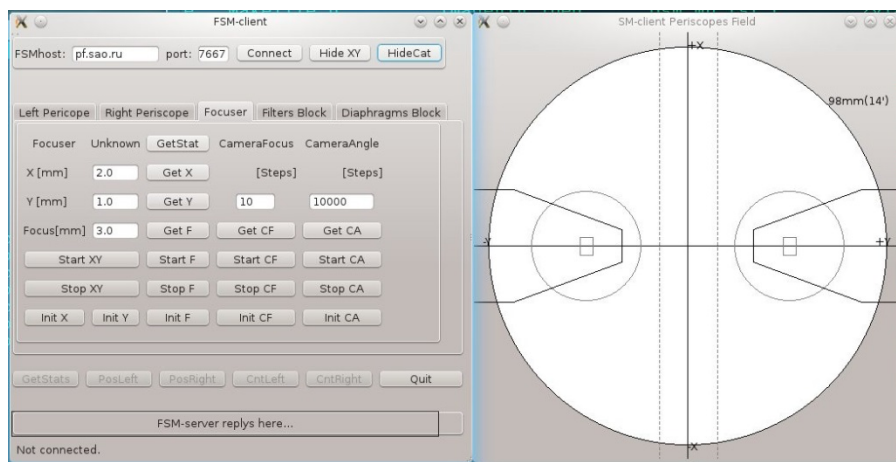 FSM-client
FSMhost: pf.sao.ru port: 7667 Connect Hide XY HideCat
Left Pericope Right Periscope Focuser Filters Block Diaphragms Block
Focuser Unknown GetStat CameraFocus CameraAngle
X [mm] 2.0 Get X [Steps] [Steps]
Y [mm] 1.0 Get Y 10 10000
Focus[mm] 3.0 Get F Get CF Get CA
Start XY Start F Start CF Start CA
Stop XY Stop F Stop CF Stop CA
Init X Init Y Init F Init CF Init CA
GetStats PosLeft PosRight CntLeft CntRight Quit
FSM-server replys here...
Not connected.
SM-client Periscopes Field
+X
98mm(14')
-Y
+Y
-X